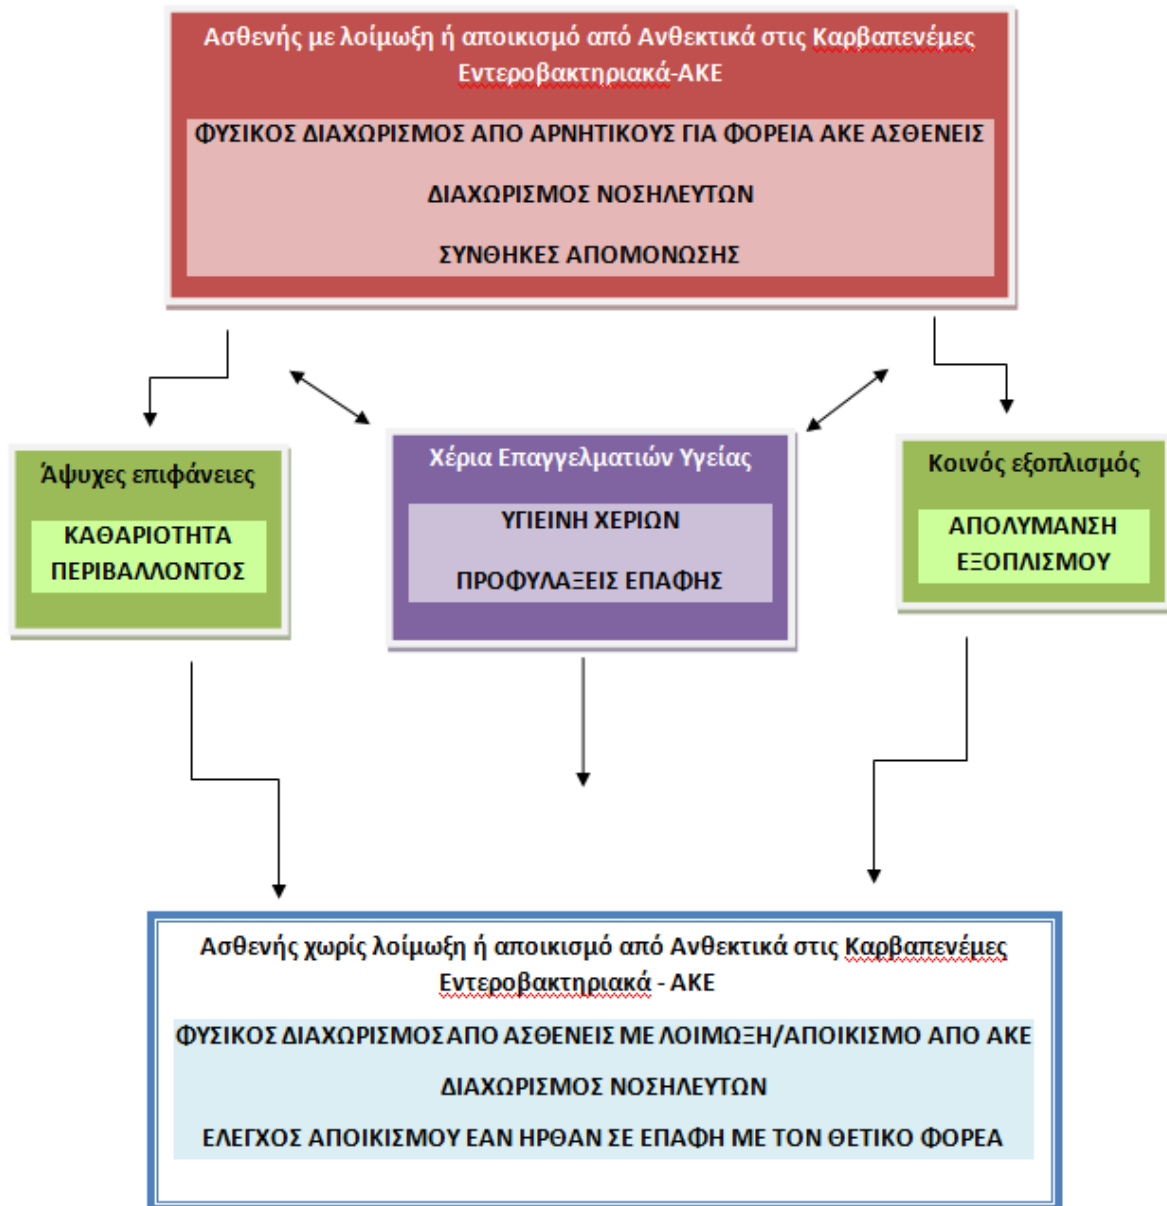 Ασθενής με λοίμωξη ή αποικισμό από Ανθεκτικά στις Καρβαπενέμες
Εντεροβακτηριακά-ΑΚΕ
ΦΥΣΙΚΟΣ ΔΙΑΧΩΡΙΣΜΟΣ ΑΠΟ ΑΡΝΗΤΙΚΟΥΣ ΓΙΑ ΦΟΡΕΙΑ ΑΚΕ ΑΣΘΕΝΕΙΣ
ΔΙΑΧΩΡΙΣΜΟΣ ΝΟΣΗΛΕΥΤΩΝ
ΣΥΝΘΗΚΕΣ ΑΠΟΜΟΝΩΣΗΣ
Άψυχες επιφάνειες
ΚΑΘΑΡΙΟΤΗΤΑ
ΠΕΡΙΒΑΛΛΟΝΤΟΣ
Χέρια Επαγγελματιών Υγείας
ΥΓΙΕΙΝΗ ΧΕΡΙΩΝ
ΠΡΟΦΥΛΑΞΕΙΣ ΕΠΑΦΗΣ
Κοινός εξοπλισμός
ΑΠΟΛΥΜΑΝΣΗ
ΕΞΟΠΛΙΣΜΟΥ
Ασθενής χωρίς λοίμωξη ή αποικισμό από Ανθεκτικά στις Καρβαπενέμες
Εντεροβακτηριακά - ΑΚΕ
ΦΥΣΙΚΟΣ ΔΙΑΧΩΡΙΣΜΟΣ ΑΠΟ ΑΣΘΕΝΕΙΣ ΜΕ ΛΟΙΜΩΞΗ/ΑΠΟΙΚΙΣΜΟ ΑΠΟ ΑΚΕ
ΔΙΑΧΩΡΙΣΜΟΣ ΝΟΣΗΛΕΥΤΩΝ
ΕΛΕΓΧΟΣ ΑΠΟΙΚΙΣΜΟΥ ΕΑΝ ΗΡΘΑΝ ΣΕ ΕΠΑΦΗ ΜΕ ΤΟΝ ΘΕΤΙΚΟ ΦΟΡΕΑ